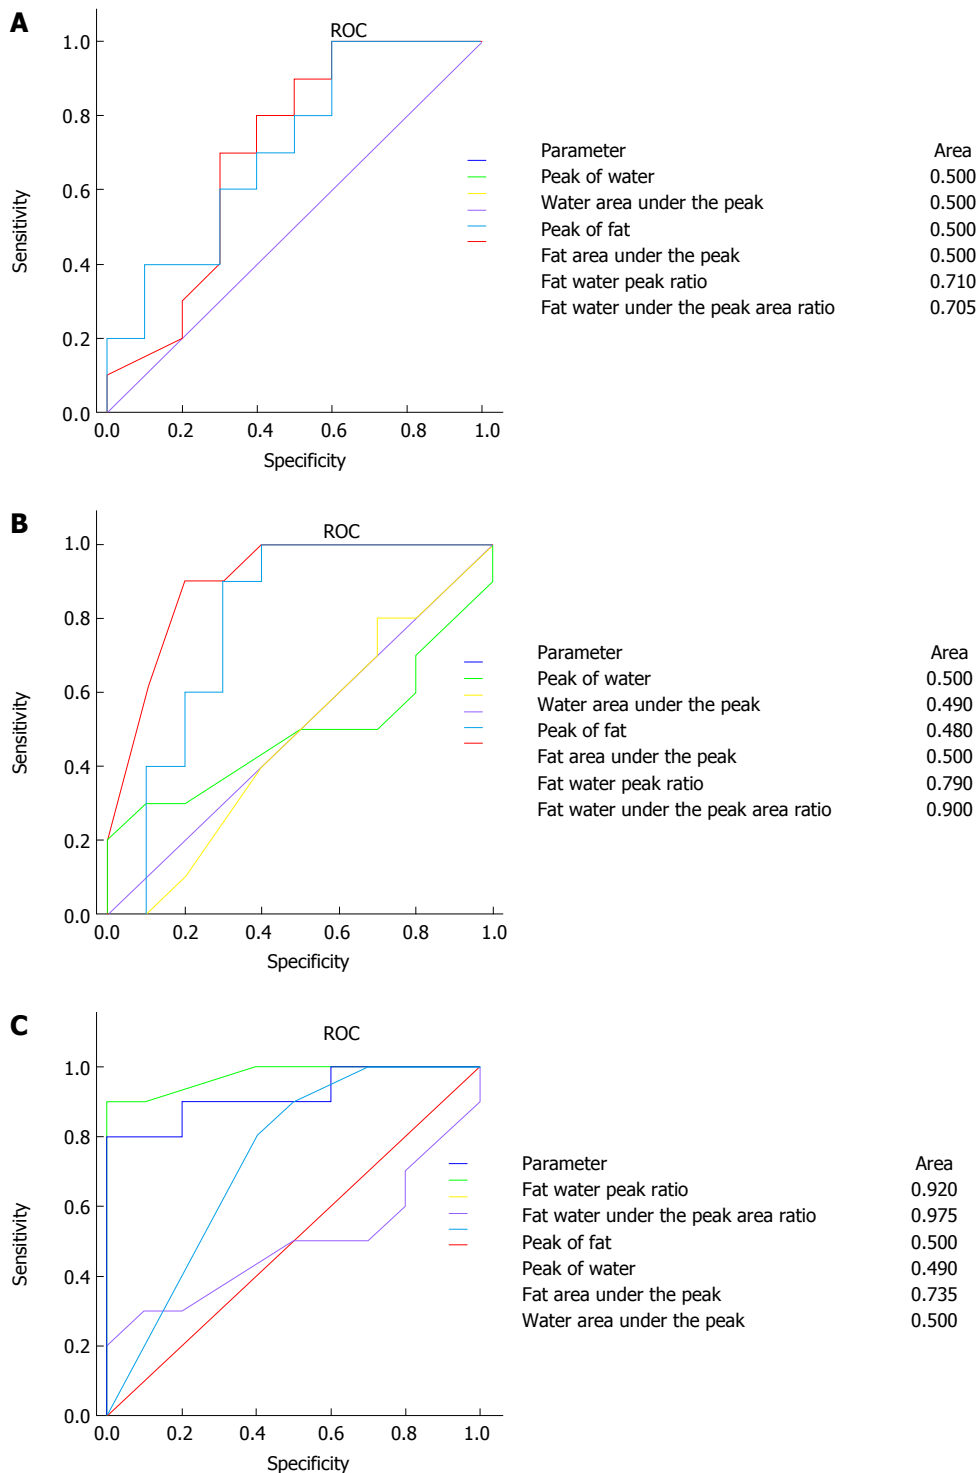 A
ROC
1.0
0.8
0.6
0.4
0.2
0.0
Sensitivity
0.0 0.2 0.4 0.6 0.8 1.0
Specificity
Parameter Area
Peak of water 0.500
Water area under the peak 0.500
Peak of fat 0.500
Fat area under the peak 0.500
Fat water peak ratio 0.710
Fat water under the peak area ratio 0.705
B
ROC
1.0
0.8
0.6
0.4
0.2
0.0
Sensitivity
0.0 0.2 0.4 0.6 0.8 1.0
Specificity
Parameter Area
Peak of water 0.500
Water area under the peak 0.490
Peak of fat 0.480
Fat area under the peak 0.500
Fat water peak ratio 0.790
Fat water under the peak area ratio 0.900
C
ROC
1.0
0.8
0.6
0.4
0.2
0.0
Sensitivity
0.0 0.2 0.4 0.6 0.8 1.0
Specificity
Parameter Area
Fat water peak ratio 0.920
Fat water under the peak area ratio 0.975
Peak of fat 0.500
Peak of water 0.490
Fat area under the peak 0.735
Water area under the peak 0.500